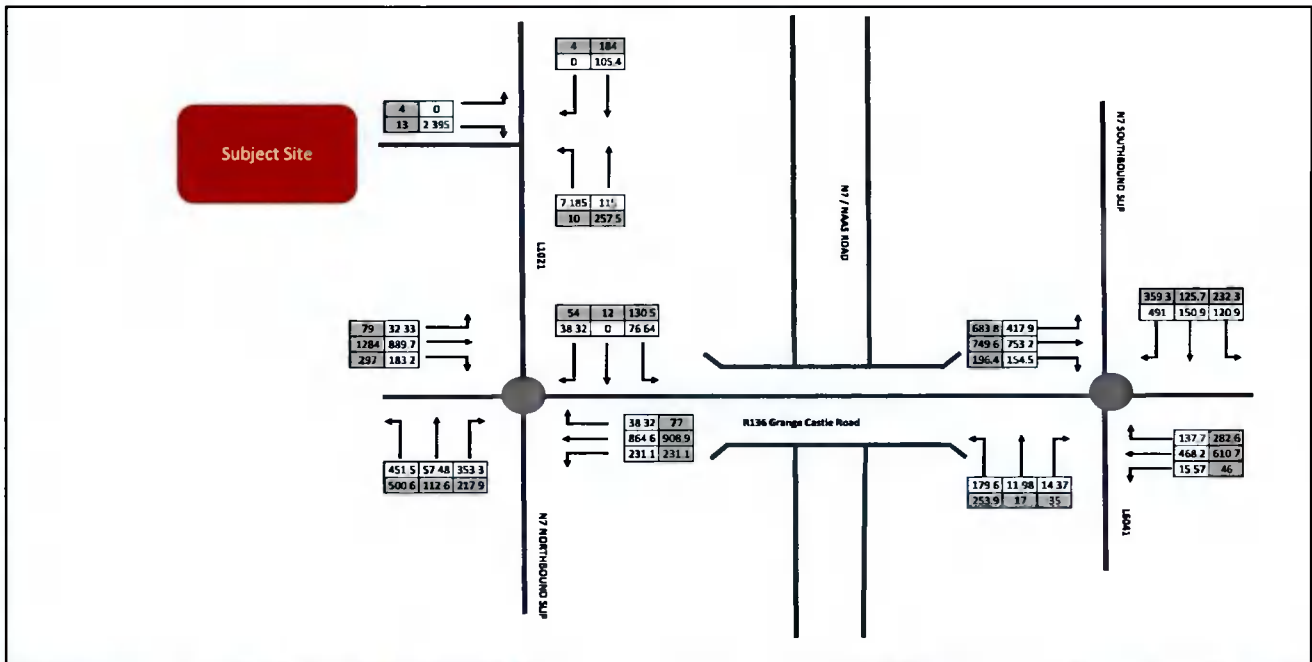 4 184
0 105.4
4 0
13 2 395
Subject Site
7 185
10 257 5
L1021
N7 / NAAS ROAD
N7 SOUTHBOUND SLIP
79 32 33
1284 889.7
297 183.2
54 12 130 5
38 32 0 76 64
683 8 417 9
749 6 753 2
196.4 154.5
359 3 125.7 232 3
491 150 9 120 9
R136 Grange Castle Road
38 32 77
864 6 908.9
231 1 231 1
451 5 57 48 353 3
500 6 112 6 217 9
179 6 11 98 14 37
253 9 17 35
137.7 282 6
468.2 610 7
15 57 46
N7 NORTHBOUND SLIP
L6041